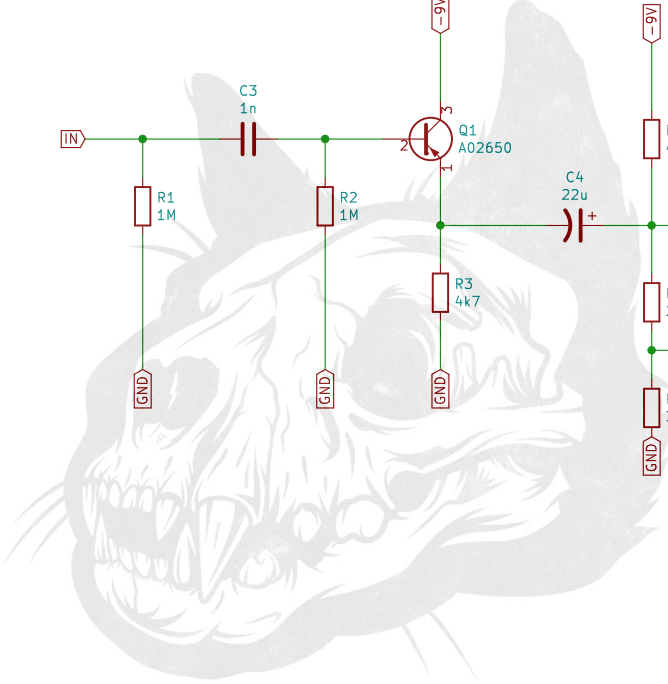 -9V
-9V
C3
1n
3
IN
2
Q1
AO2650
1
C4
22u
+
R1
1M
R2
1M
R3
4k7
GND
GND
GND
GND